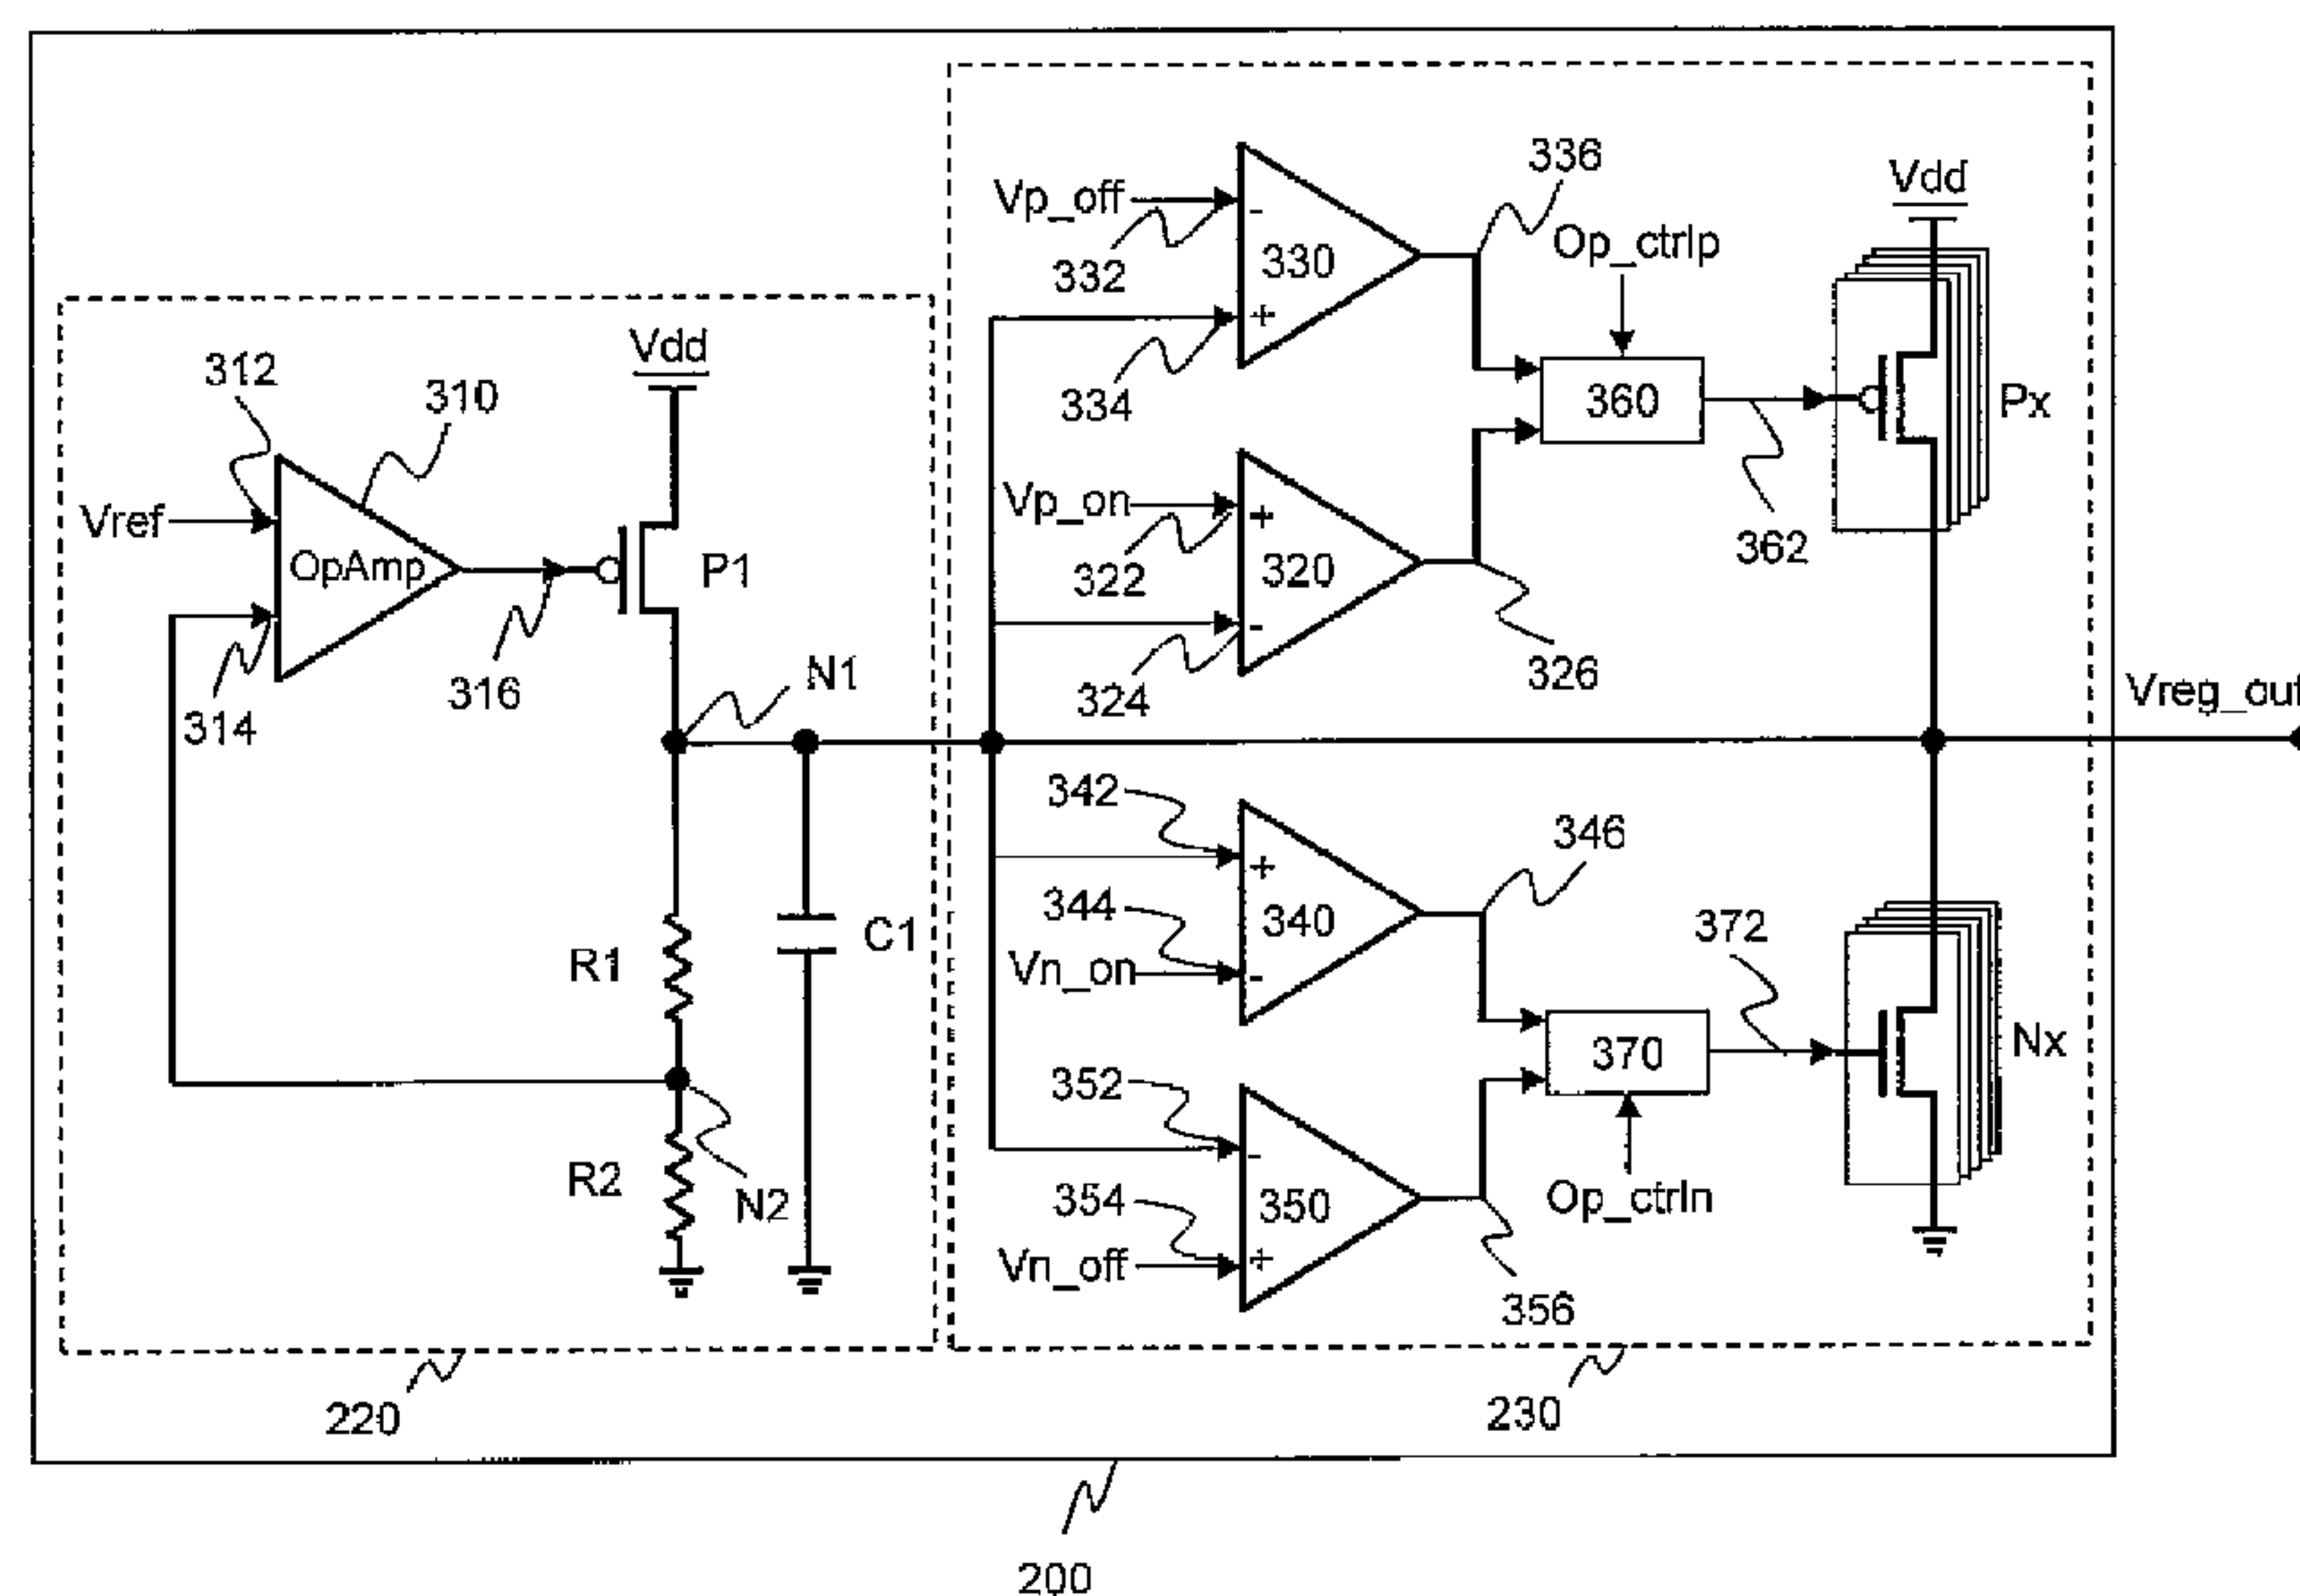 336
Vdd
Vp_off
-
332
330
Op_ctrlp
+
334
Vdd
312
310
360
Px
Vref
OpAmp
P1
Vp_on
+
322
320
362
-
324
326
314
316
N1
Vreg_out
342
346
+
344
340
372
C1
R1
Vn_on
-
370
Nx
352
-
R2
N2
354
350
Op_ctrln
Vn_off
+
356
220
230
200